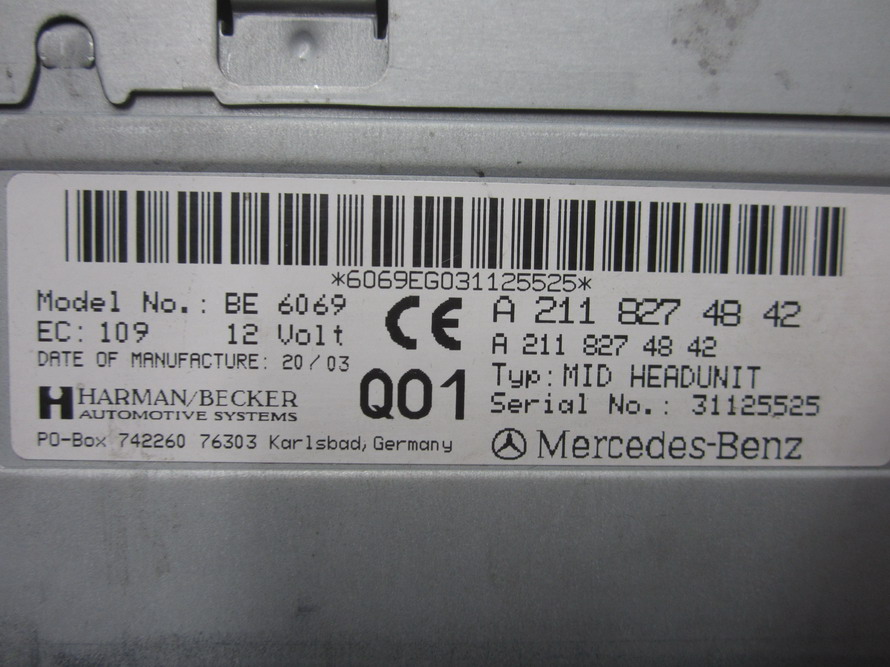 *6069EG031125525*
Model No.: BE 6069
EC: 109 12 Volt
DATE OF MANUFACTURE: 20/03
HARMAN/BECKER
AUTOMOTIVE SYSTEMS
PO-Box 742260 76303 Karlsbad, Germany
CE
Q01
A 211 827 48 42
A 211 827 48 42
Typ: MID HEADUNIT
Serial No.: 31125525
Mercedes-Benz